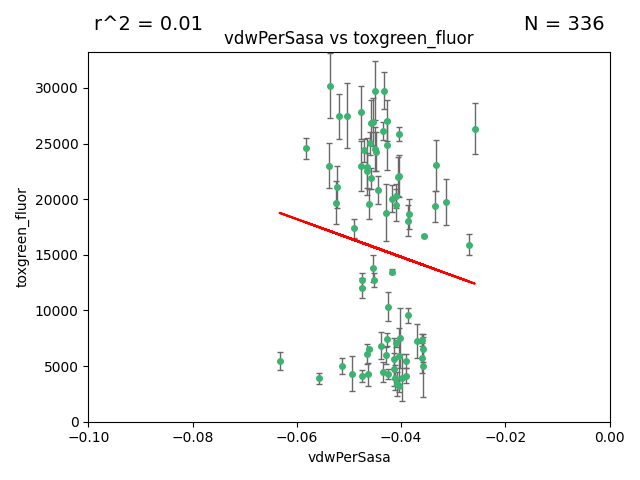 r^2 = 0.01
N = 336
vdwPerSasa vs toxgreen_fluor
toxgreen_fluor
30000
25000
20000
15000
10000
5000
0
−0.10
−0.08
−0.06
−0.04
−0.02
0.00
vdwPerSasa